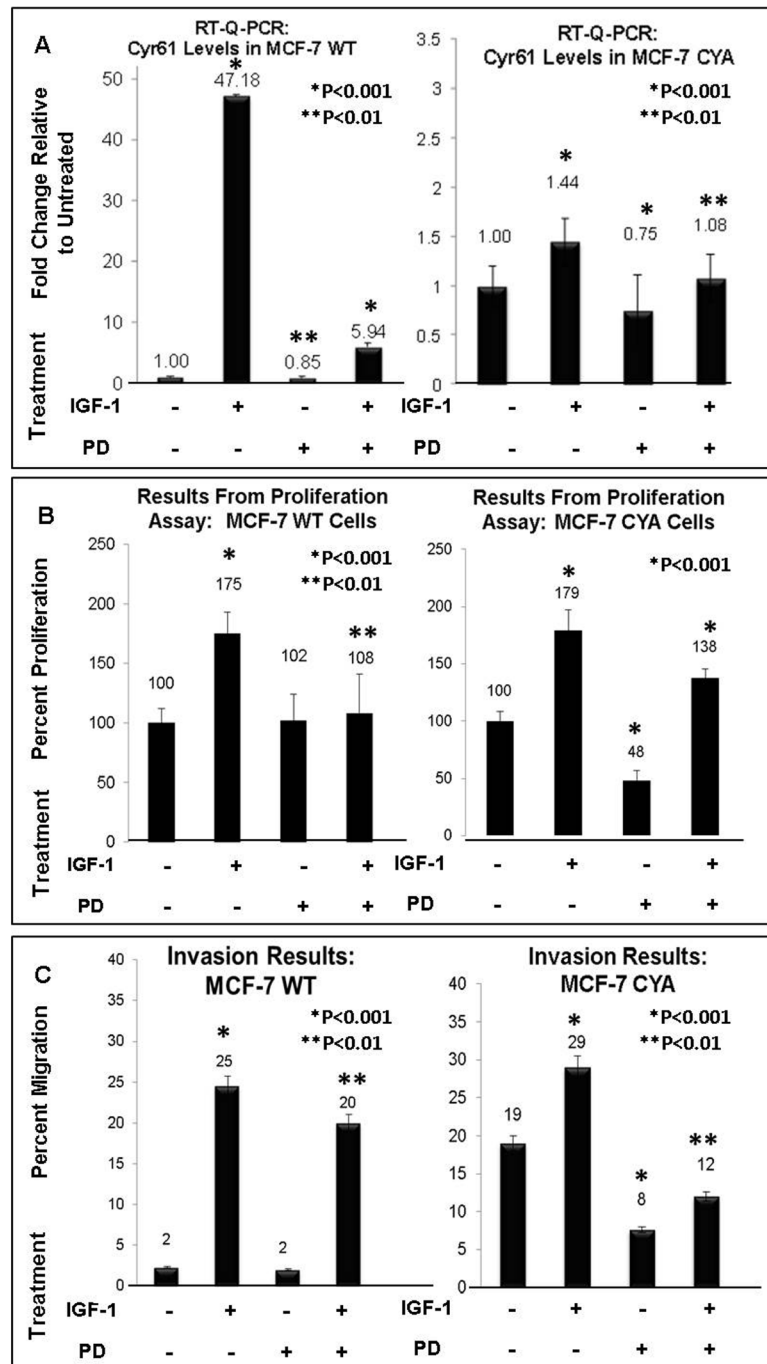 A
RT-Q-PCR:
Cyr61 Levels in MCF-7 WT
Fold Change Relative
to Untreated
50
40
30
20
10
0
*
47.18
*P<0.001
**P<0.01
1.00
**
0.85
*
5.94
Treatment
IGF-1 - + - +
PD - - + +
RT-Q-PCR:
Cyr61 Levels in MCF-7 CYA
3.5
3
2.5
2
1.5
1
0.5
0
*P<0.001
**P<0.01
1.00
*
1.44
*
0.75
**
1.08
IGF-1 - + - +
PD - - + +
B
Results From Proliferation
Assay: MCF-7 WT Cells
Percent Proliferation
250
200
150
100
50
0
*P<0.001
**P<0.01
100
*
175
102
**
108
Treatment
IGF-1 - + - +
PD - - + +
Results From Proliferation
Assay: MCF-7 CYA Cells
250
200
150
100
50
0
*P<0.001
100
*
179
*
48
*
138
IGF-1 - + - +
PD - - + +
C
Invasion Results:
MCF-7 WT
Percent Migration
40
35
30
25
20
15
10
5
0
*P<0.001
**P<0.01
2
*
25
2
**
20
Treatment
IGF-1 - + - +
PD - - + +
Invasion Results:
MCF-7 CYA
40
35
30
25
20
15
10
5
0
*P<0.001
**P<0.01
19
*
29
*
8
**
12
IGF-1 - + - +
PD - - + +